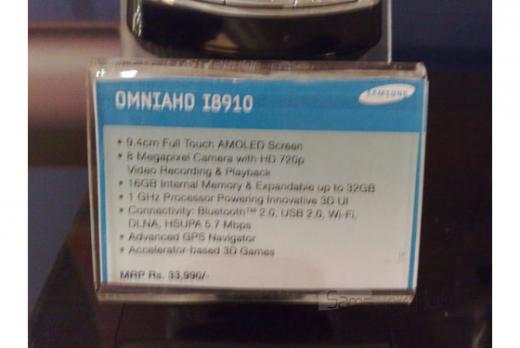 OMNIAHD I8910
SAMSUNG
• 9.4cm Full Touch AMOLED Screen
• 8 Megapixel Camera with HD 720p
Video Recording & Playback
• 16GB Internal Memory & Expandable up to 32GB
• 1 GHz Processor Powering Innovative 3D UI
• Connectivity: Bluetooth™ 2.0, USB 2.0, Wi-Fi,
DLNA, HSUPA 5.7 Mbps
• Advanced GPS Navigator
• Accelerator-based 3D Games
MRP Rs. 33,990/-